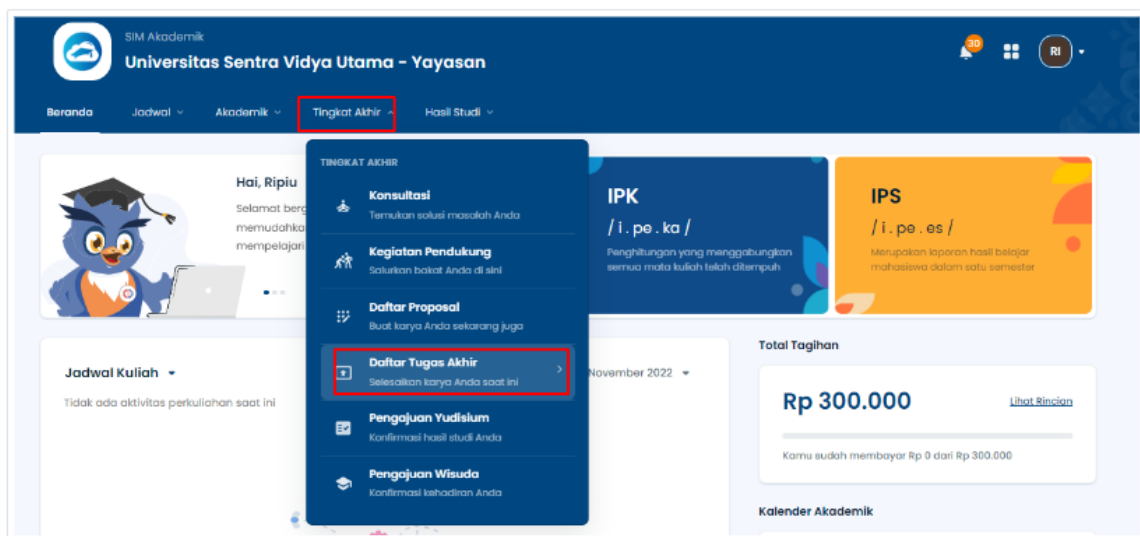 SIM Akademik
Universitas Sentra Vidya Utama - Yayasan
30
RI
Beranda
Jadwal
Akademik
Tingkat Akhir
Hasil Studi
TINGKAT AKHIR
Konsultasi
Temukan solusi masalah Anda
Kegiatan Pendukung
Salurkan bakat Anda di sini
Daftar Proposal
Buat karya Anda sekarang juga
Daftar Tugas Akhir
Selesaikan karya Anda saat ini
Pengajuan Yudisium
Konfirmasi hasil studi Anda
Pengajuan Wisuda
Konfirmasi kehadiran Anda
Hai, Ripiu
Selamat
memudahka
mempelajari
IPK
/ i . pe . ka /
Penghitungan yang menggabungkan
semua mata kuliah telah ditempuh
IPS
/ i . pe . es /
Merupakan laporan hasil belajar
mahasiswa dalam satu semester
Jadwal Kuliah
November 2022
Tidak ada aktivitas perkuliahan saat ini
Total Tagihan
Rp 300.000
Lihat Rincian
Kamu sudah membayar Rp 0 dari Rp 300.000
Kalender Akademik